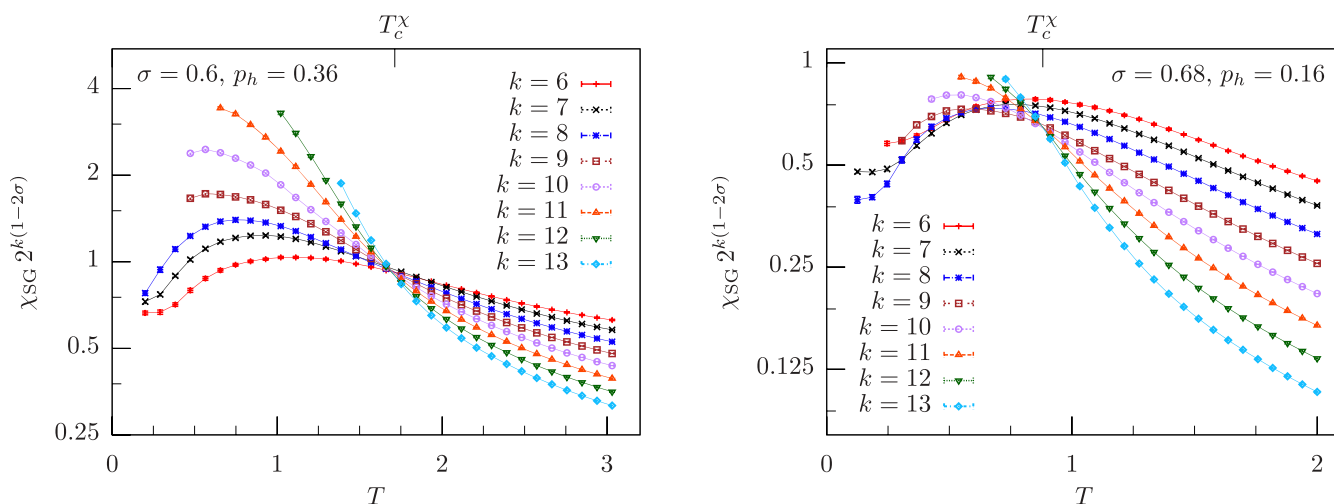 T_c^χ
σ = 0.6, p_h = 0.36
k = 6
k = 7
k = 8
k = 9
k = 10
k = 11
k = 12
k = 13
4
2
1
0.5
0.25
χ_SG 2^{k(1−2σ)}
0
1
2
3
T
T_c^χ
σ = 0.68, p_h = 0.16
1
0.5
0.25
0.125
χ_SG 2^{k(1−2σ)}
k = 6
k = 7
k = 8
k = 9
k = 10
k = 11
k = 12
k = 13
0
1
2
T